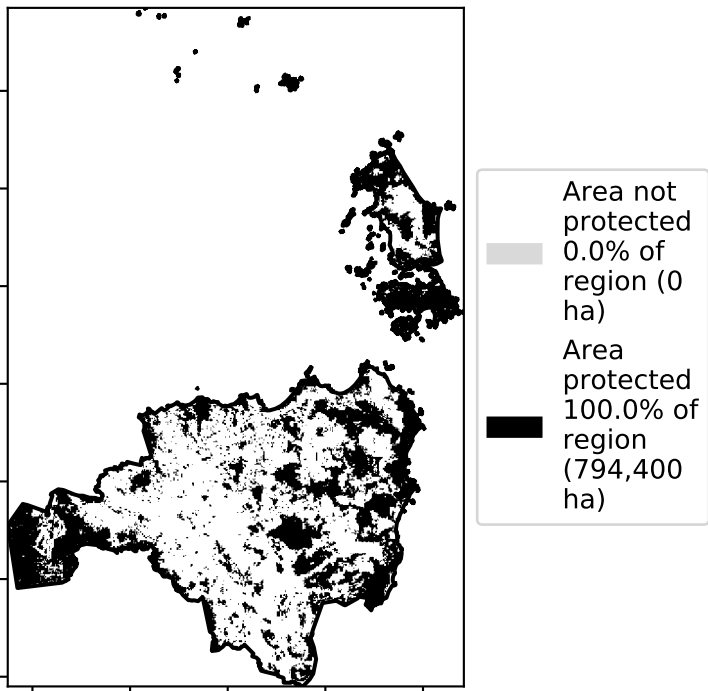 Area not
protected
0.0% of
region (0
ha)
Area
protected
100.0% of
region
(794,400
ha)